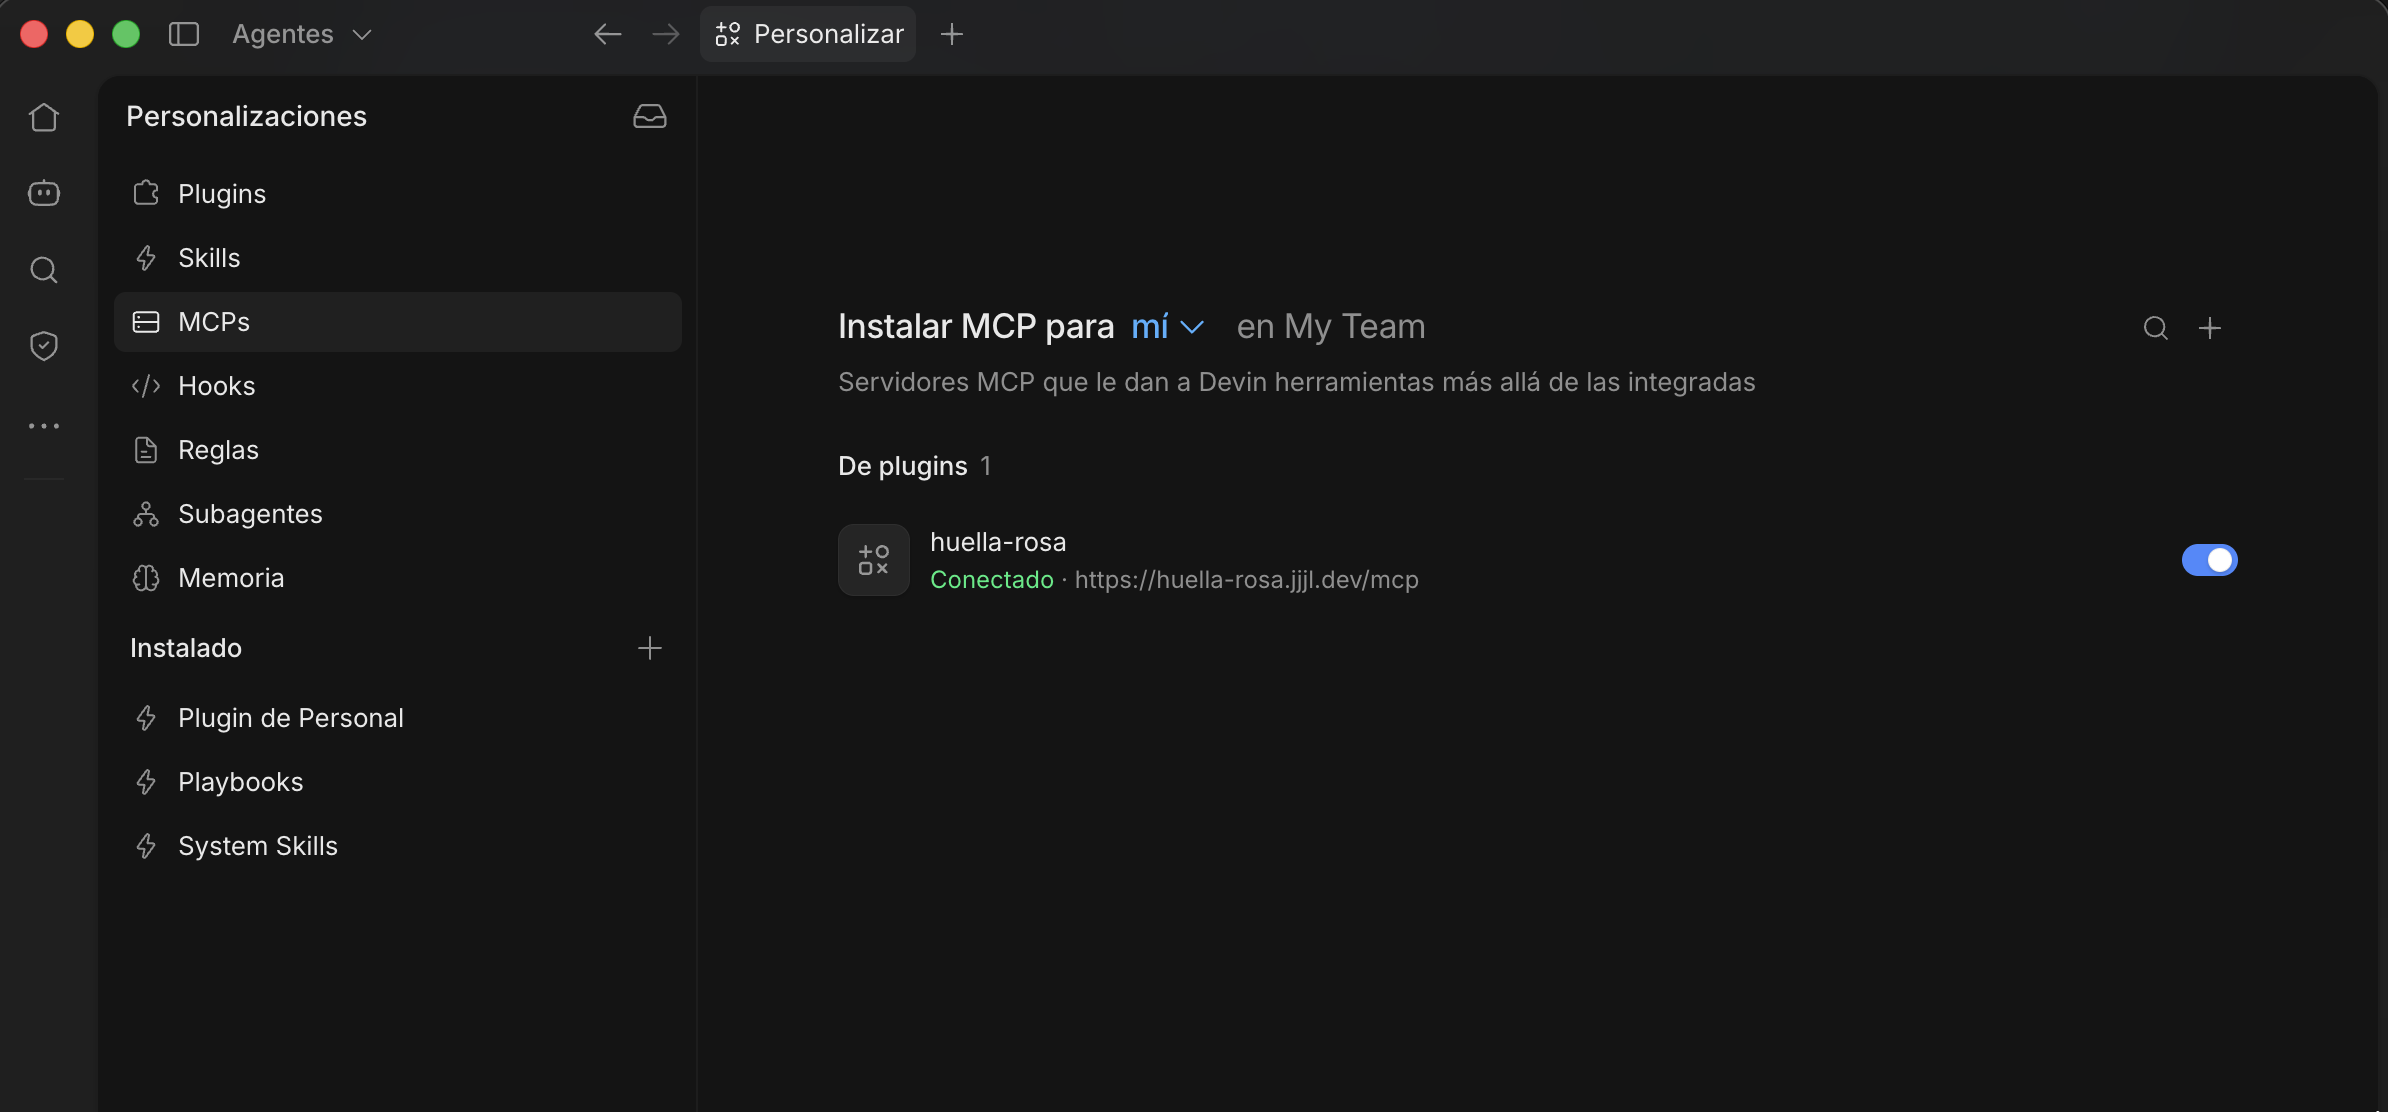 Agentes
Personalizar
Personalizaciones
Plugins
Skills
MCPs
Hooks
Reglas
Subagentes
Memoria
Instalado
Plugin de Personal
Playbooks
System Skills
Instalar MCP para mí en My Team
Servidores MCP que le dan a Devin herramientas más allá de las integradas
De plugins 1
huella-rosa
Conectado · https://huella-rosa.jjjl.dev/mcp